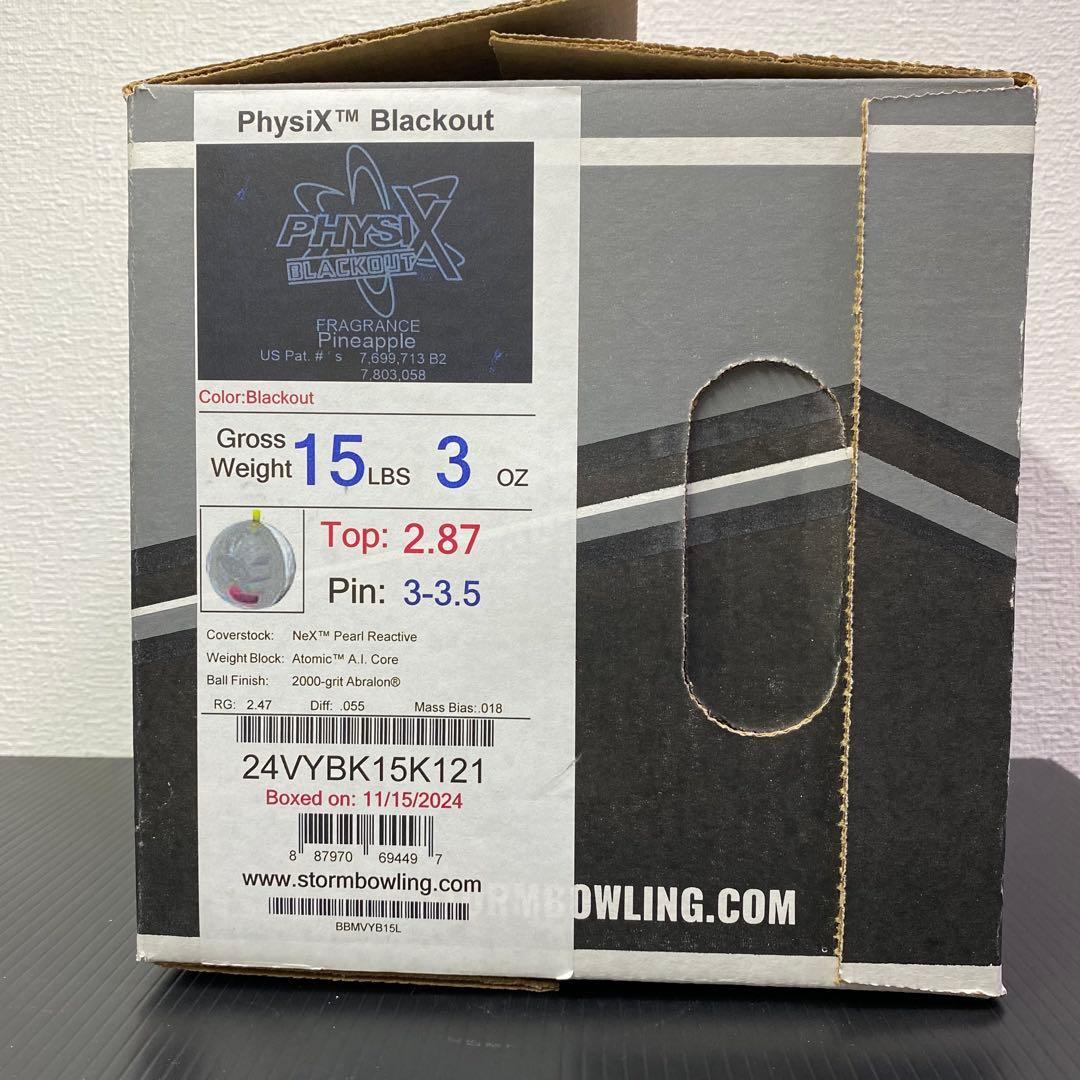 PhysiX™ Blackout
PHYSIX
BLACKOUT
FRAGRANCE
Pineapple
US Pat. #'s 7,699,713 B2
7,803,058
Color:Blackout
Gross Weight 15 LBS 3 OZ
Top: 2.87
Pin: 3-3.5
Coverstock: NeX™ Pearl Reactive
Weight Block: Atomic™ A.I. Core
Ball Finish: 2000-grit Abralon®
RG: 2.47 Diff: .055 Mass Bias:.018
24VYBK15K121
Boxed on: 11/15/2024
8 87970 69449 7
www.stormbowling.com
STORMBOWLING.COM
BBMVYB15L